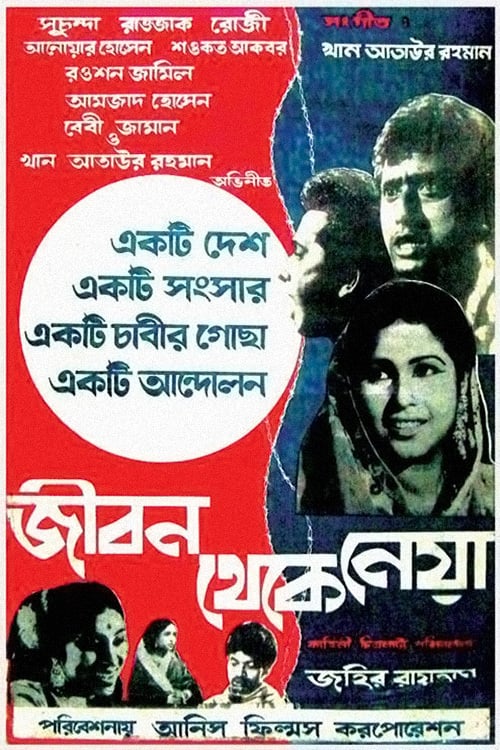 সুচন্দা রাজ্জাক রোজী
আনোয়ার হোসেন শওকত আকবর
রওশন জামিল
আমজাদ হোসেন
বেবী জামান
ও
খান আতাউর রহমান
অভিনীত
সংগীত
খান আতাউর রহমান
একটি দেশ
একটি সংসার
একটি চাবীর গোছা
একটি আন্দোলন
জীবন
থেকে নেয়া
কাহিনী চিত্রনাট্য পরিচালনা
জহির রায়হান
পরিবেশনায় আনিস ফিল্মস করপোরেশন